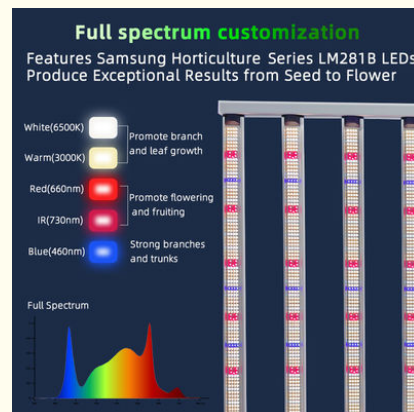 Full spectrum customization
Features Samsung Horticulture Series LM281B LEDs
Produce Exceptional Results from Seed to Flower
White(6500K)
Promote branch
and leaf growth
Warm(3000K)
Red(660nm)
Promote flowering
and fruiting
IR(730nm)
Blue(460nm)
Strong branches
and trunks
Full Spectrum